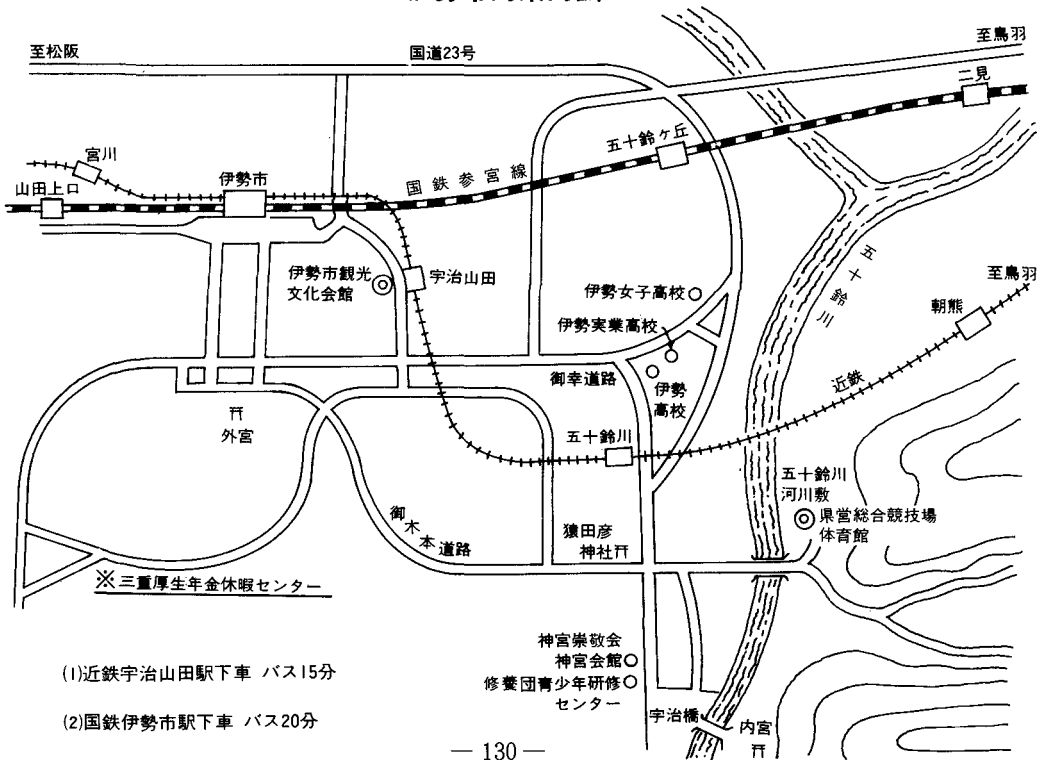 至松阪
国道23号
至鳥羽
二見
五十鈴ヶ丘
宮川
山田上口
伊勢市
国鉄参宮線
伊勢市観光
文化会館
宇治山田
伊勢女子高校
伊勢実業高校
五十鈴川
至鳥羽
朝熊
御幸道路
伊勢
高校
近鉄
外宮
五十鈴川
五十鈴川
河川敷
県営総合競技場
体育館
御木本道路
猿田彦
神社
※三重厚生年金休暇センター
神宮崇敬会
神宮会館
修養団青少年研修
センター
(1)近鉄宇治山田駅下車 バス15分
(2)国鉄伊勢市駅下車 バス20分
宇治橋
内宮
— 130 —